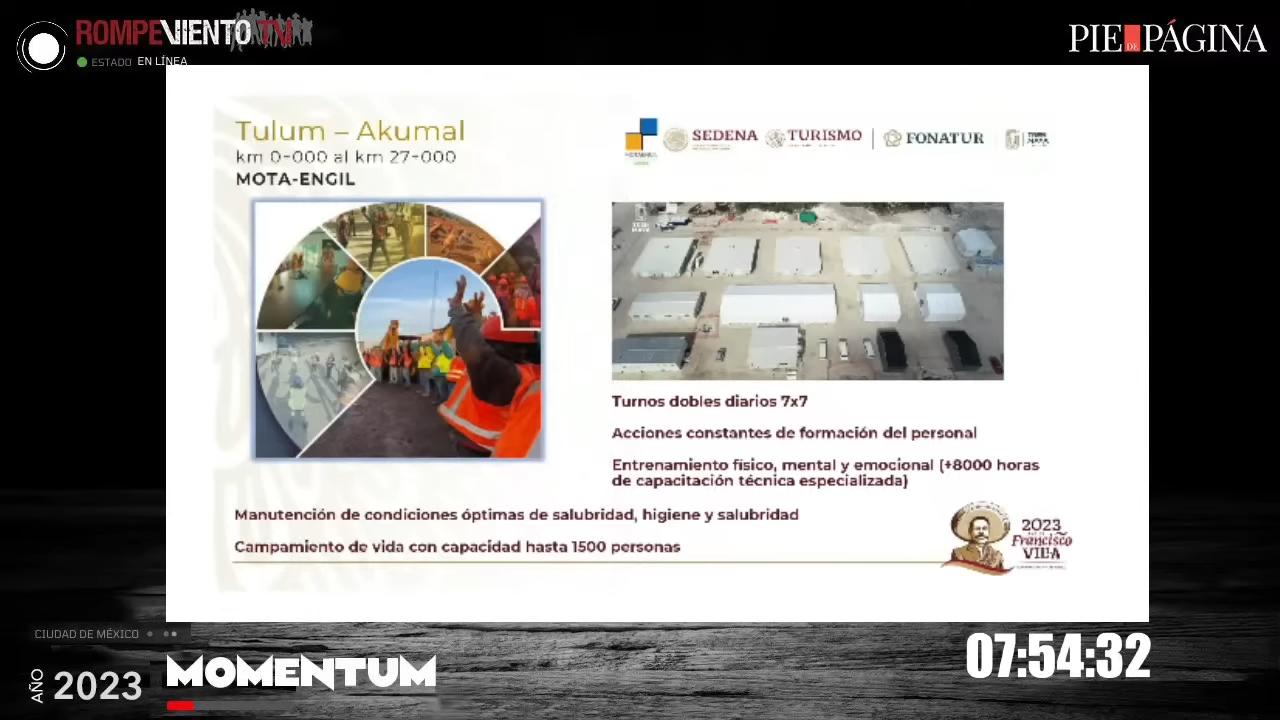 ROMPEVIENTO TV
ESTADO EN LÍNEA
PIE DE PÁGINA
Tulum – Akumal
km 0+000 al km 27+000
MOTA-ENGIL
SEDENA
TURISMO
FONATUR
TREN MAYA
Turnos dobles diarios 7x7
Acciones constantes de formación del personal
Entrenamiento físico, mental y emocional (+8000 horas
de capacitación técnica especializada)
Manutención de condiciones óptimas de salubridad, higiene y salubridad
Campamiento de vida con capacidad hasta 1500 personas
2023
Francisco
VILLA
CIUDAD DE MÉXICO
AÑO 2023
MOMENTUM
07:54:32